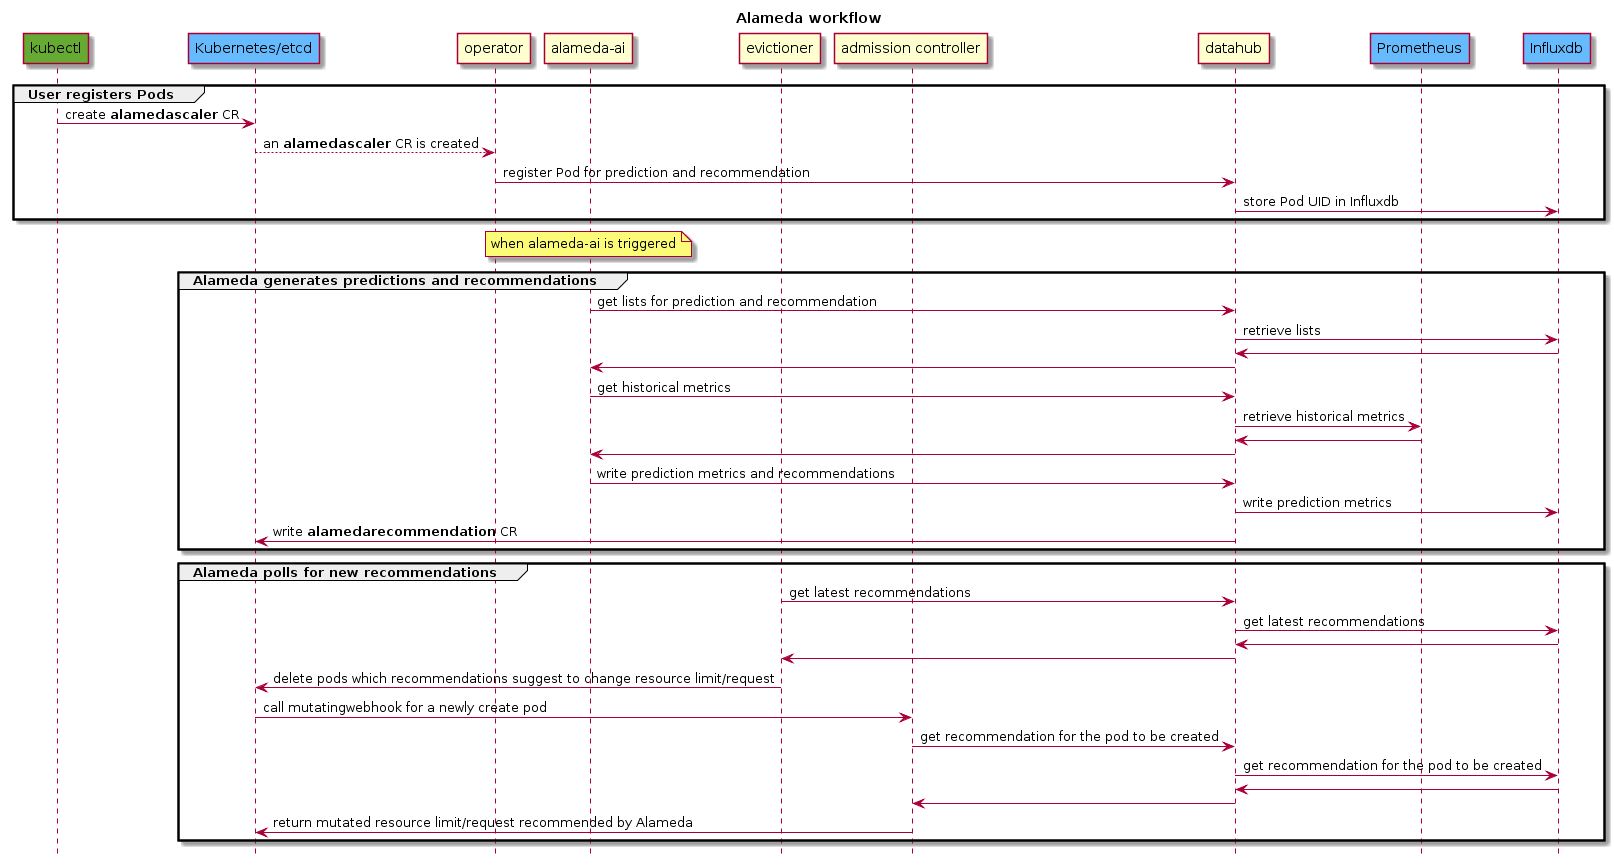 Alameda workflow
kubectl
Kubernetes/etcd
operator
alameda-ai
evictioner
admission controller
datahub
Prometheus
Influxdb
User registers Pods
create alamedascaler CR
an alamedascaler CR is created
register Pod for prediction and recommendation
store Pod UID in Influxdb
when alameda-ai is triggered
Alameda generates predictions and recommendations
get lists for prediction and recommendation
retrieve lists
get historical metrics
retrieve historical metrics
write prediction metrics and recommendations
write prediction metrics
write alamedarecommendation CR
Alameda polls for new recommendations
get latest recommendations
get latest recommendations
delete pods which recommendations suggest to change resource limit/request
call mutatingwebhook for a newly create pod
get recommendation for the pod to be created
get recommendation for the pod to be created
return mutated resource limit/request recommended by Alameda